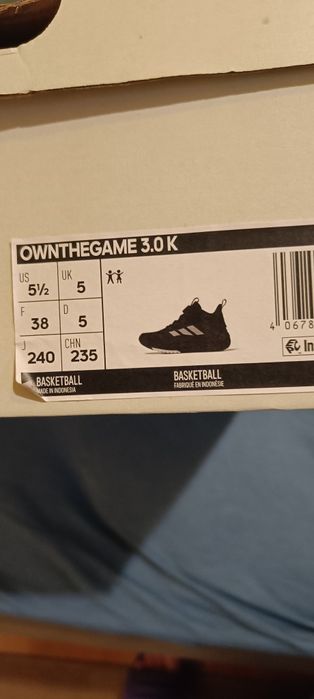 OWNTHEGAME 3.0 K
US 5½ UK 5
F 38 D 5
J 240 CHN 235
4 0678
In
BASKETBALL BASKETBALL
MADE IN INDONESIA FABRIQUÉ EN INDONÉSIE